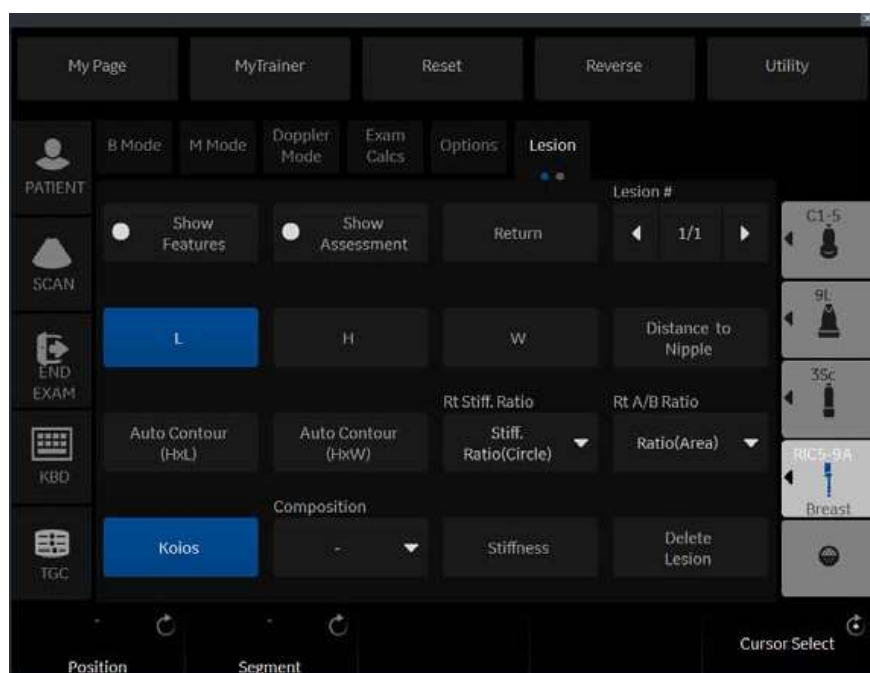 My Page MyTrainer Reset Reverse Utility
B Mode M Mode Doppler Mode Exam Calcs Options Lesion
PATIENT
Lesion #
Show Features Show Assessment Return 1/1
C1-5
SCAN
9L
L H W Distance to Nipple
END EXAM
3Sc
Rt Stiff. Ratio Rt A/B Ratio
Auto Contour (HxL) Auto Contour (HxW) Stiff. Ratio(Circle) Ratio(Area)
KBD
RIC5-9A
Breast
Composition
Koios - Stiffness Delete Lesion
TGC
- -
Position Segment Cursor Select